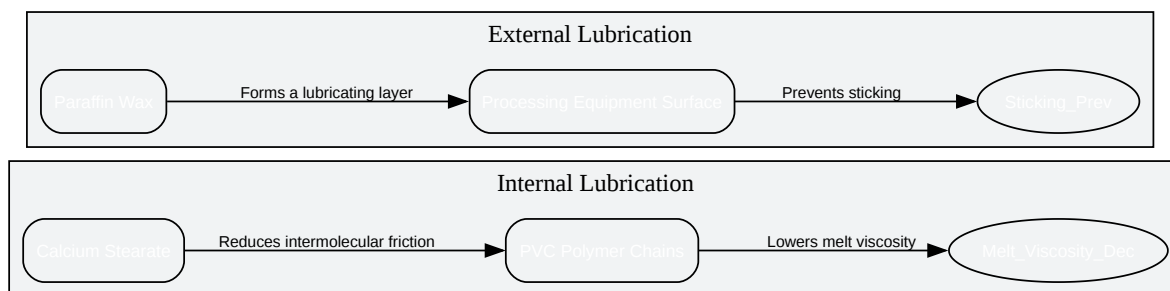 External Lubrication
Paraffin Wax
Forms a lubricating layer
Processing Equipment Surface
Prevents sticking
Sticking_Prev
Internal Lubrication
Calcium Stearate
Reduces intermolecular friction
PVC Polymer Chains
Lowers melt viscosity
Melt_Viscosity_Dec